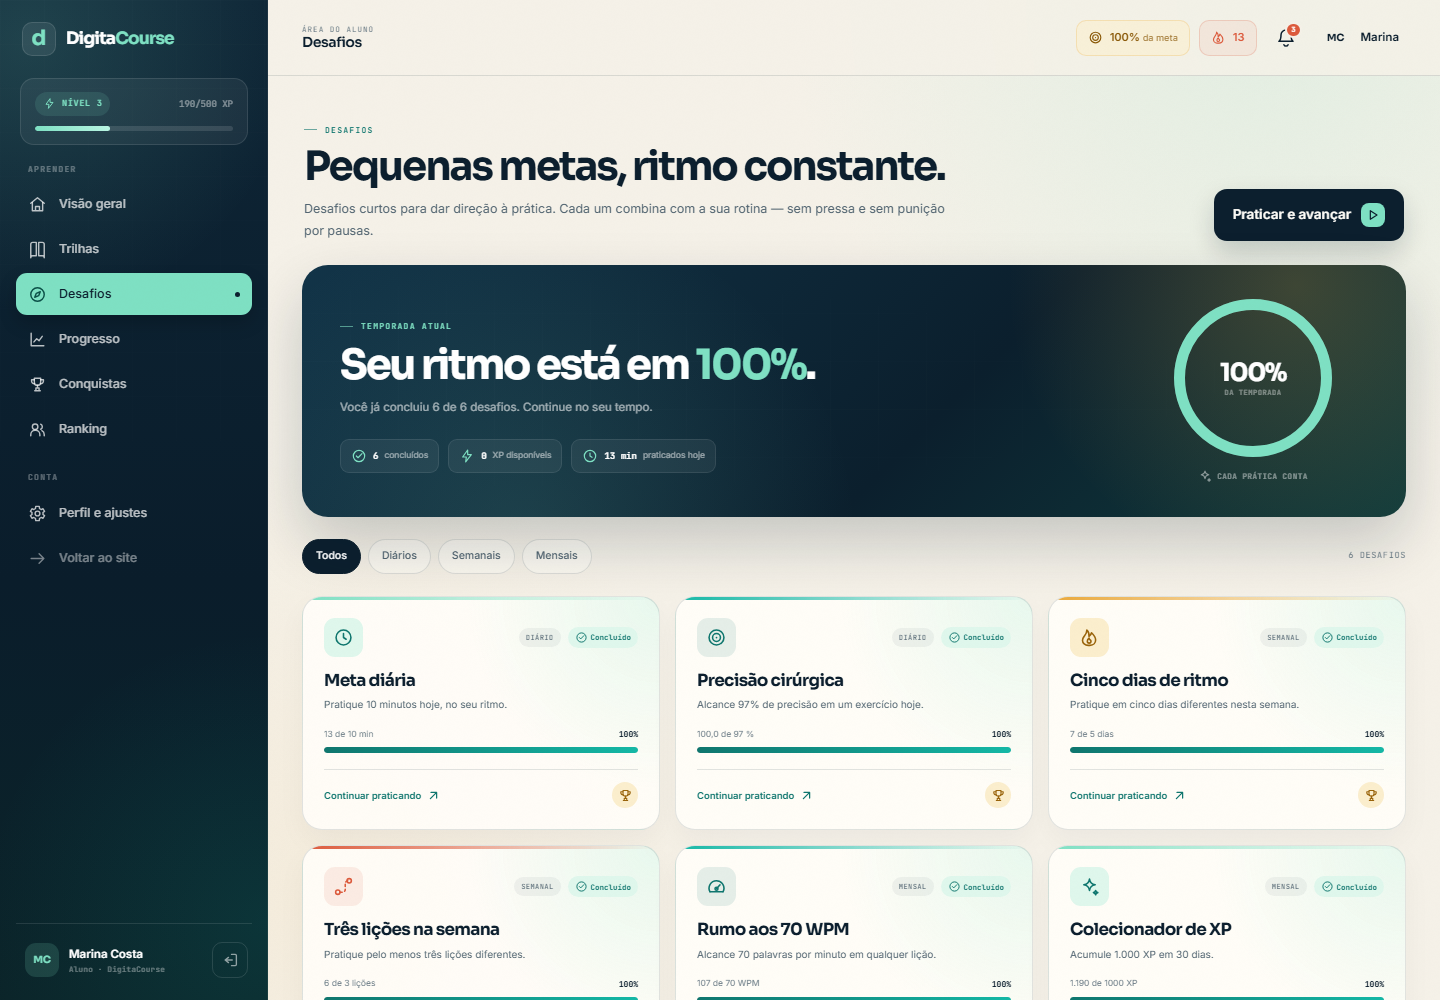 d DigitaCourse
NÍVEL 3 190/500 XP
APRENDER
Visão geral
Trilhas
Desafios
Progresso
Conquistas
Ranking
CONTA
Perfil e ajustes
Voltar ao site
MC Marina Costa
Aluno · DigitaCourse
ÁREA DO ALUNO
Desafios
100% da meta
13
3
MC Marina
DESAFIOS
Pequenas metas, ritmo constante.
Desafios curtos para dar direção à prática. Cada um combina com a sua rotina — sem pressa e sem punição
por pausas.
Praticar e avançar
TEMPORADA ATUAL
Seu ritmo está em 100%.
Você já concluiu 6 de 6 desafios. Continue no seu tempo.
6 concluídos
0 XP disponíveis
13 min praticados hoje
100%
DA TEMPORADA
CADA PRÁTICA CONTA
Todos Diários Semanais Mensais
6 DESAFIOS
DIÁRIO Concluído
Meta diária
Pratique 10 minutos hoje, no seu ritmo.
13 de 10 min 100%
Continuar praticando
DIÁRIO Concluído
Precisão cirúrgica
Alcance 97% de precisão em um exercício hoje.
100,0 de 97 % 100%
Continuar praticando
SEMANAL Concluído
Cinco dias de ritmo
Pratique em cinco dias diferentes nesta semana.
7 de 5 dias 100%
Continuar praticando
SEMANAL Concluído
Três lições na semana
Pratique pelo menos três lições diferentes.
6 de 3 lições 100%
MENSAL Concluído
Rumo aos 70 WPM
Alcance 70 palavras por minuto em qualquer lição.
107 de 70 WPM 100%
MENSAL Concluído
Colecionador de XP
Acumule 1.000 XP em 30 dias.
1.190 de 1000 XP 100%